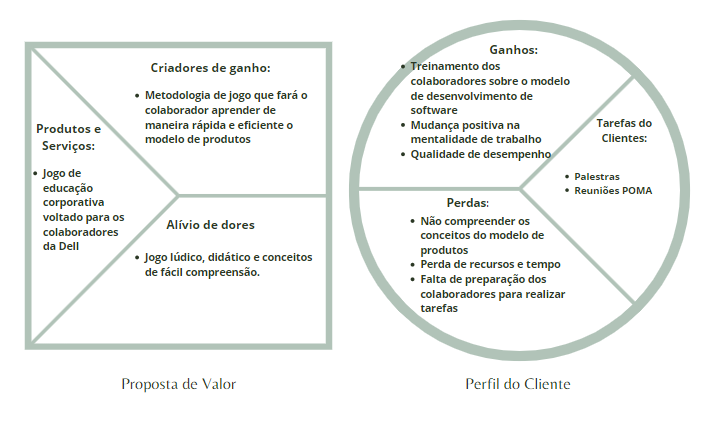 Criadores de ganho:
• Metodologia de jogo que fará o
colaborador aprender de
maneira rápida e eficiente o
modelo de produtos
Produtos e
Serviços:
• Jogo de
educação
corporativa
voltado para os
colaboradores
da Dell
Alívio de dores
• Jogo lúdico, didático e conceitos
de fácil compreensão.
Proposta de Valor
Ganhos:
• Treinamento dos
colaboradores sobre o modelo
de desenvolvimento de
software
• Mudança positiva na
mentalidade de trabalho
• Qualidade de desempenho
Tarefas do
Clientes:
• Palestras
• Reuniões POMA
Perdas:
• Não compreender os
conceitos do modelo de
produtos
• Perda de recursos e tempo
• Falta de preparação dos
colaboradores para realizar
tarefas
Perfil do Cliente